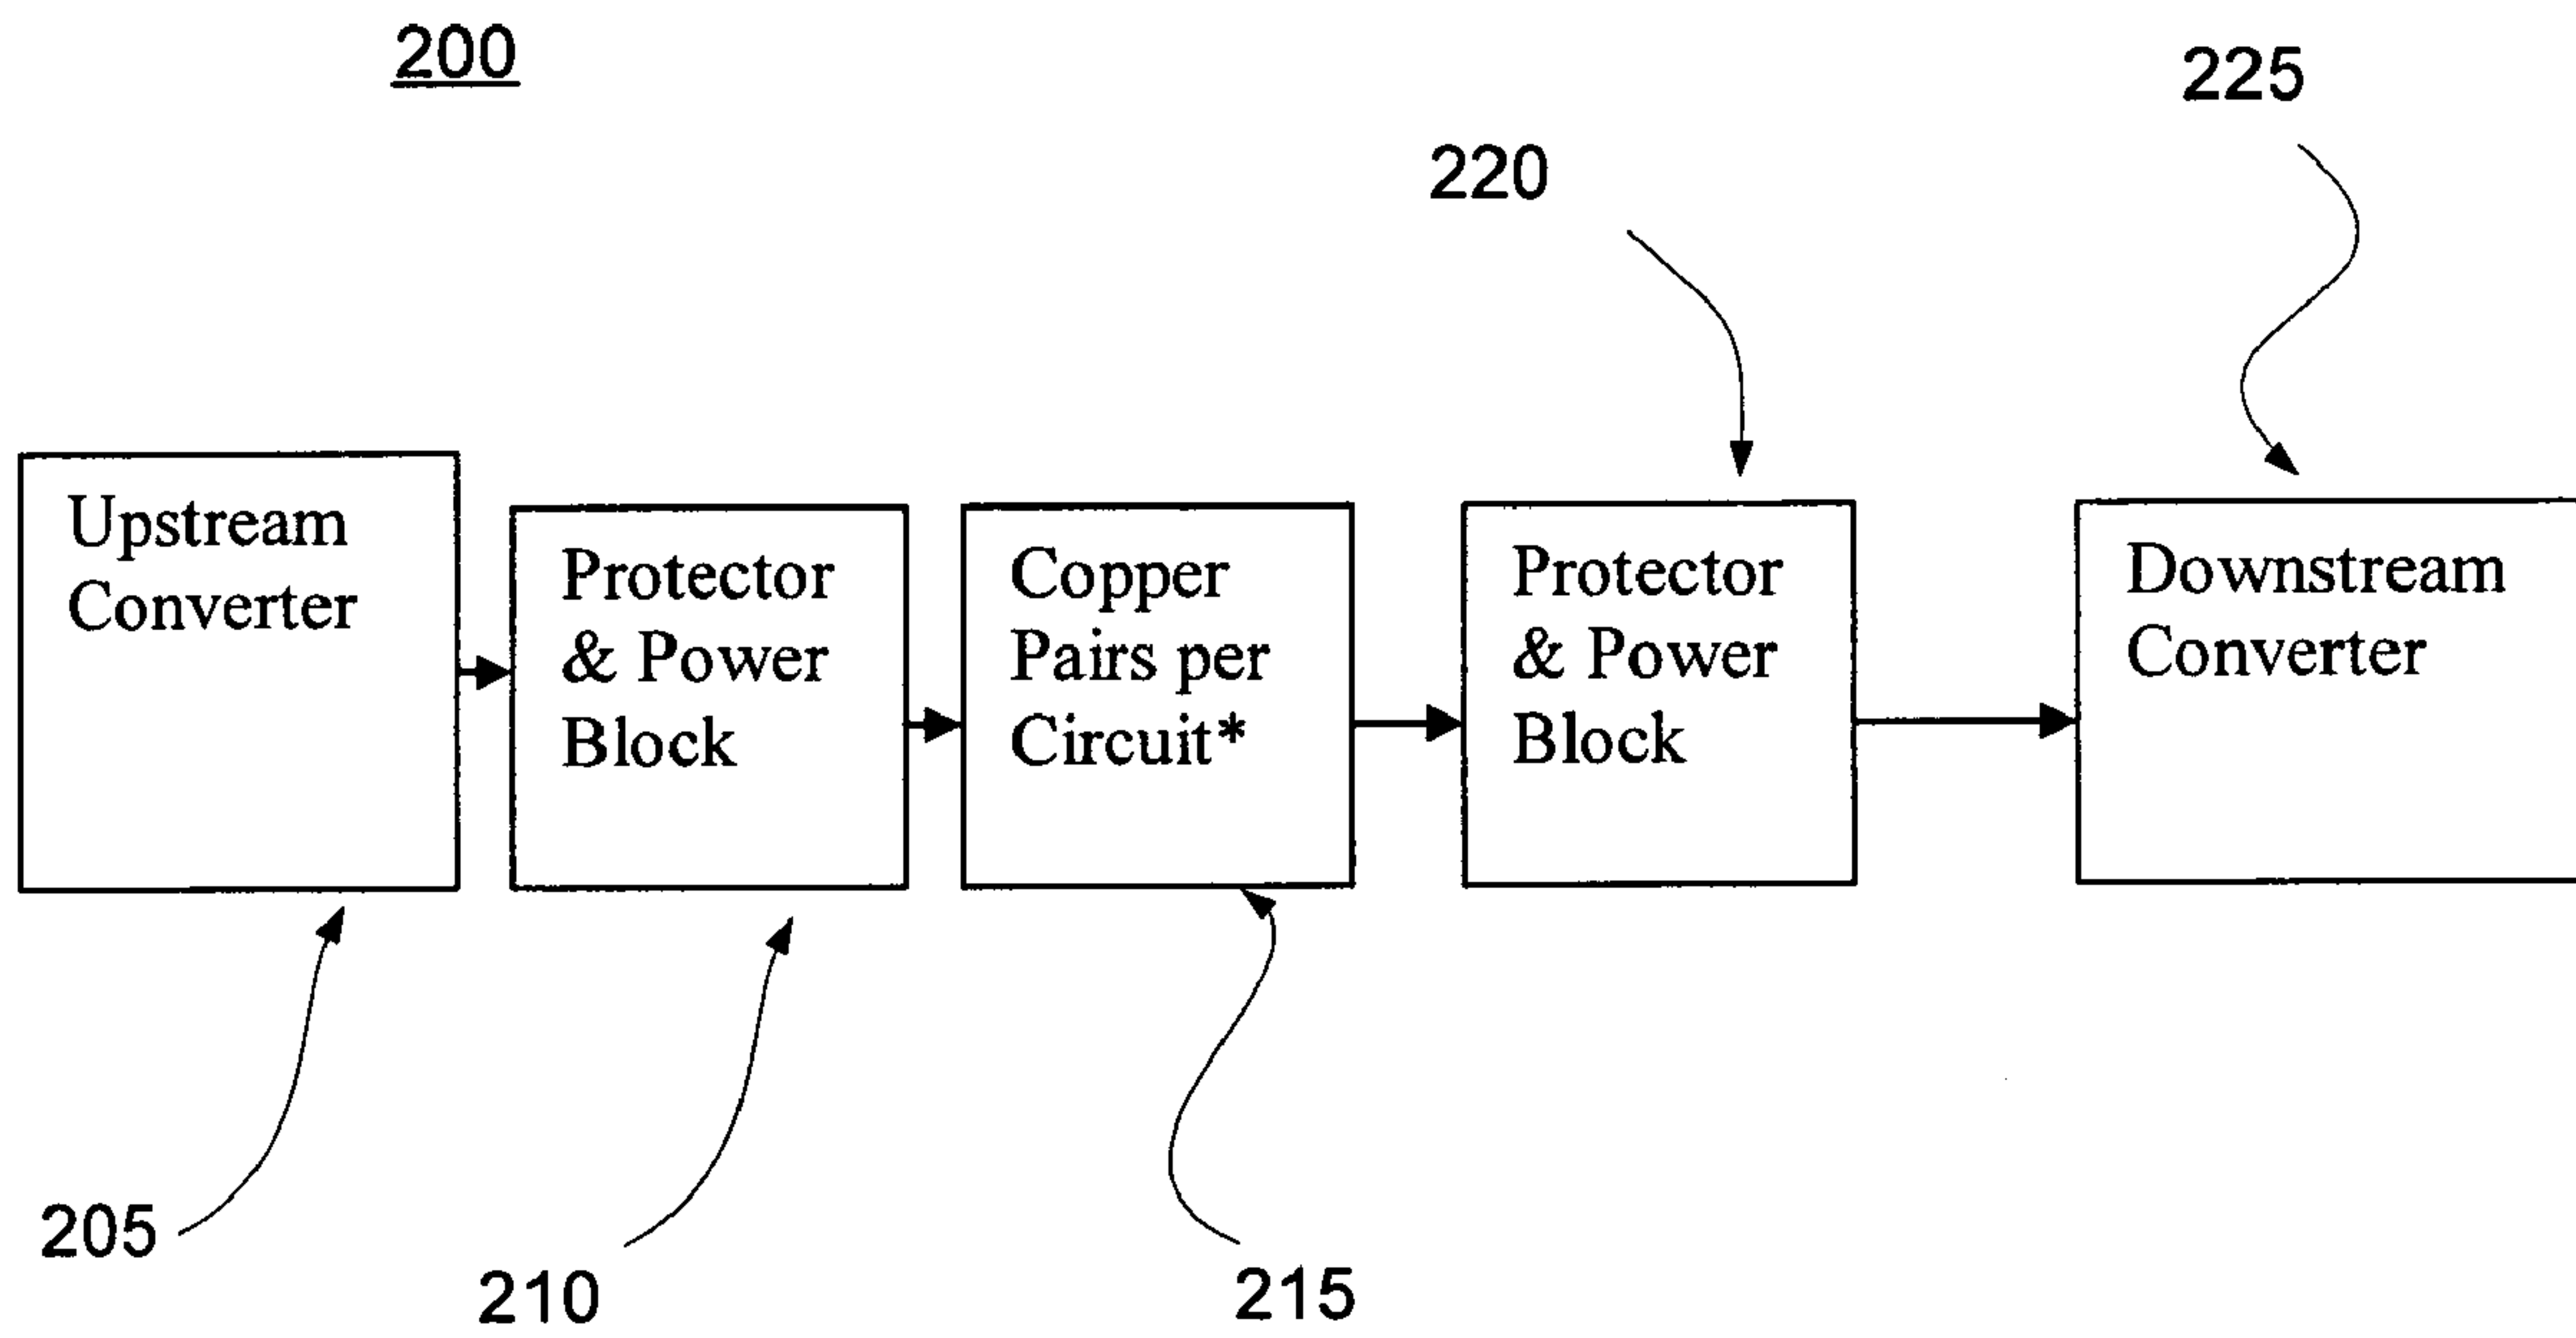 200
225
220
Upstream
Converter
Protector
& Power
Block
Copper
Pairs per
Circuit*
Protector
& Power
Block
Downstream
Converter
205
210
215